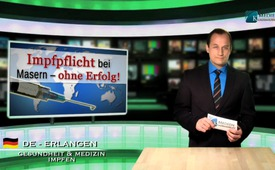 Impfpflicht bei
Masern – ohne Erfolg!
DE - ERLANGEN
GESUNDHEIT & MEDIZIN
IMPFEN